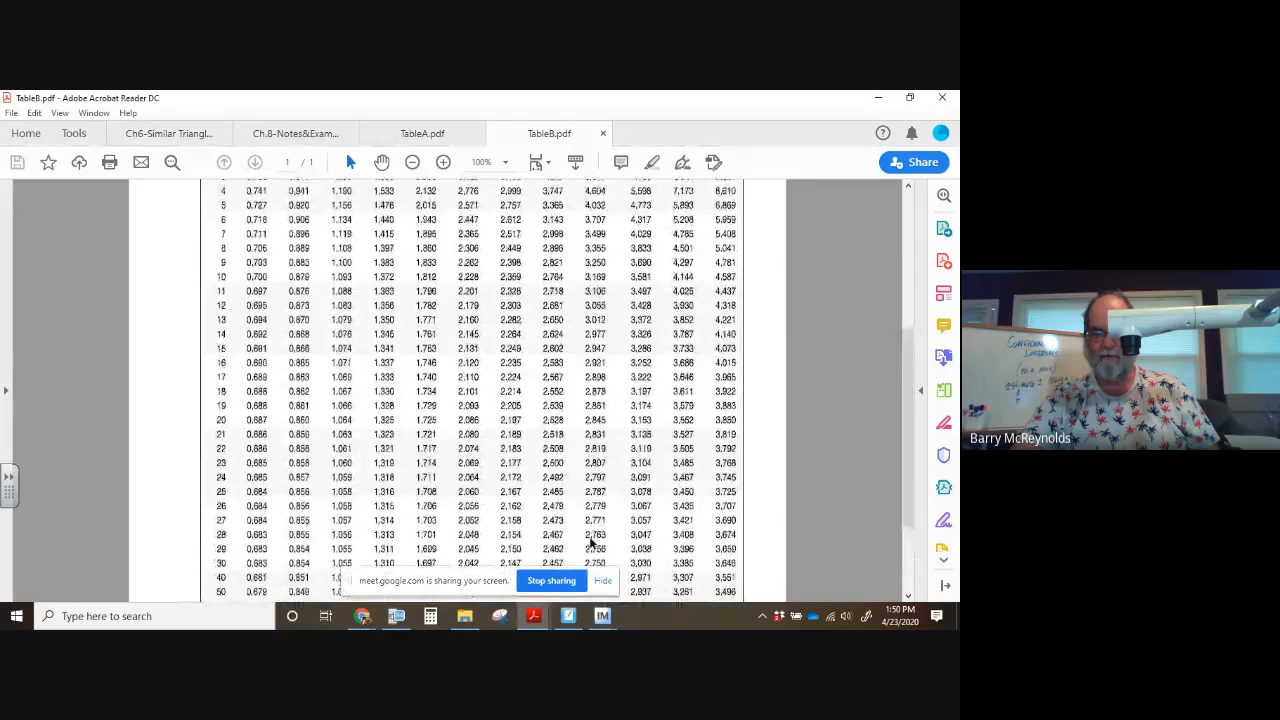 TableB.pdf - Adobe Acrobat Reader DC
File Edit View Window Help
Home Tools Ch6-Similar Triangl... Ch.8-Notes&Exam... TableA.pdf TableB.pdf ×
1 / 1 100% Share
4 0.741 0.941 1.190 1.533 2.132 2.776 2.999 3.747 4.604 5.598 7.173 8.610
5 0.727 0.920 1.156 1.476 2.015 2.571 2.757 3.365 4.032 4.773 5.893 6.869
6 0.718 0.906 1.134 1.440 1.943 2.447 2.612 3.143 3.707 4.317 5.208 5.959
7 0.711 0.896 1.119 1.415 1.895 2.365 2.517 2.998 3.499 4.029 4.785 5.408
8 0.706 0.889 1.108 1.397 1.860 2.306 2.449 2.896 3.355 3.833 4.501 5.041
9 0.703 0.883 1.100 1.383 1.833 2.262 2.398 2.821 3.250 3.690 4.297 4.781
10 0.700 0.879 1.093 1.372 1.812 2.228 2.359 2.764 3.169 3.581 4.144 4.587
11 0.697 0.876 1.088 1.363 1.796 2.201 2.328 2.718 3.106 3.497 4.025 4.437
12 0.695 0.873 1.083 1.356 1.782 2.179 2.303 2.681 3.055 3.428 3.930 4.318
13 0.694 0.870 1.079 1.350 1.771 2.160 2.282 2.650 3.012 3.372 3.852 4.221
14 0.692 0.868 1.076 1.345 1.761 2.145 2.264 2.624 2.977 3.326 3.787 4.140
15 0.691 0.866 1.074 1.341 1.753 2.131 2.249 2.602 2.947 3.286 3.733 4.073
16 0.690 0.865 1.071 1.337 1.746 2.120 2.235 2.583 2.921 3.252 3.686 4.015
17 0.689 0.863 1.069 1.333 1.740 2.110 2.224 2.567 2.898 3.222 3.646 3.965
18 0.688 0.862 1.067 1.330 1.734 2.101 2.214 2.552 2.878 3.197 3.611 3.922
19 0.688 0.861 1.066 1.328 1.729 2.093 2.205 2.539 2.861 3.174 3.579 3.883
20 0.687 0.860 1.064 1.325 1.725 2.086 2.197 2.528 2.845 3.153 3.552 3.850
21 0.686 0.859 1.063 1.323 1.721 2.080 2.189 2.518 2.831 3.135 3.527 3.819
22 0.686 0.858 1.061 1.321 1.717 2.074 2.183 2.508 2.819 3.119 3.505 3.792
23 0.685 0.858 1.060 1.319 1.714 2.069 2.177 2.500 2.807 3.104 3.485 3.768
24 0.685 0.857 1.059 1.318 1.711 2.064 2.172 2.492 2.797 3.091 3.467 3.745
25 0.684 0.856 1.058 1.316 1.708 2.060 2.167 2.485 2.787 3.078 3.450 3.725
26 0.684 0.856 1.058 1.315 1.706 2.056 2.162 2.479 2.779 3.067 3.435 3.707
27 0.684 0.855 1.057 1.314 1.703 2.052 2.158 2.473 2.771 3.057 3.421 3.690
28 0.683 0.855 1.056 1.313 1.701 2.048 2.154 2.467 2.763 3.047 3.408 3.674
29 0.683 0.854 1.055 1.311 1.699 2.045 2.150 2.462 2.756 3.038 3.396 3.659
30 0.683 0.854 1.055 1.310 1.697 2.042 2.147 2.457 2.750 3.030 3.385 3.646
40 0.681 0.851 2.971 3.307 3.551
50 0.679 0.849 2.937 3.261 3.496
meet.google.com is sharing your screen. Stop sharing Hide
Type here to search
1:50 PM
4/23/2020
IM
CONFIDENCE
INTERVALS
(min, max)
estimate ±
Barry McReynolds